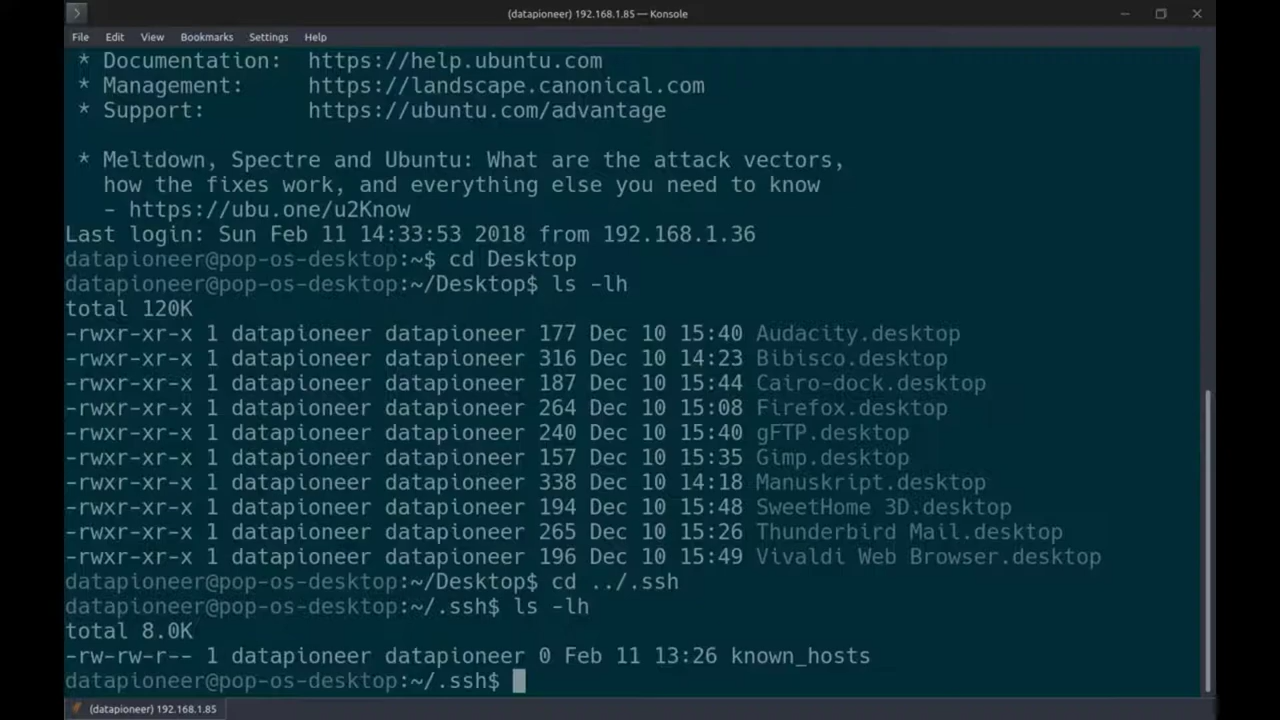 (datapioneer) 192.168.1.85 — Konsole
File Edit View Bookmarks Settings Help
* Documentation: https://help.ubuntu.com
* Management: https://landscape.canonical.com
* Support: https://ubuntu.com/advantage
* Meltdown, Spectre and Ubuntu: What are the attack vectors,
how the fixes work, and everything else you need to know
- https://ubu.one/u2Know
Last login: Sun Feb 11 14:33:53 2018 from 192.168.1.36
datapioneer@pop-os-desktop:~$ cd Desktop
datapioneer@pop-os-desktop:~/Desktop$ ls -lh
total 120K
-rwxr-xr-x 1 datapioneer datapioneer 177 Dec 10 15:40 Audacity.desktop
-rwxr-xr-x 1 datapioneer datapioneer 316 Dec 10 14:23 Bibisco.desktop
-rwxr-xr-x 1 datapioneer datapioneer 187 Dec 10 15:44 Cairo-dock.desktop
-rwxr-xr-x 1 datapioneer datapioneer 264 Dec 10 15:08 Firefox.desktop
-rwxr-xr-x 1 datapioneer datapioneer 240 Dec 10 15:40 gFTP.desktop
-rwxr-xr-x 1 datapioneer datapioneer 157 Dec 10 15:35 Gimp.desktop
-rwxr-xr-x 1 datapioneer datapioneer 338 Dec 10 14:18 Manuskript.desktop
-rwxr-xr-x 1 datapioneer datapioneer 194 Dec 10 15:48 SweetHome 3D.desktop
-rwxr-xr-x 1 datapioneer datapioneer 265 Dec 10 15:26 Thunderbird Mail.desktop
-rwxr-xr-x 1 datapioneer datapioneer 196 Dec 10 15:49 Vivaldi Web Browser.desktop
datapioneer@pop-os-desktop:~/Desktop$ cd ../.ssh
datapioneer@pop-os-desktop:~/.ssh$ ls -lh
total 8.0K
-rw-rw-r-- 1 datapioneer datapioneer 0 Feb 11 13:26 known_hosts
datapioneer@pop-os-desktop:~/.ssh$
(datapioneer) 192.168.1.85